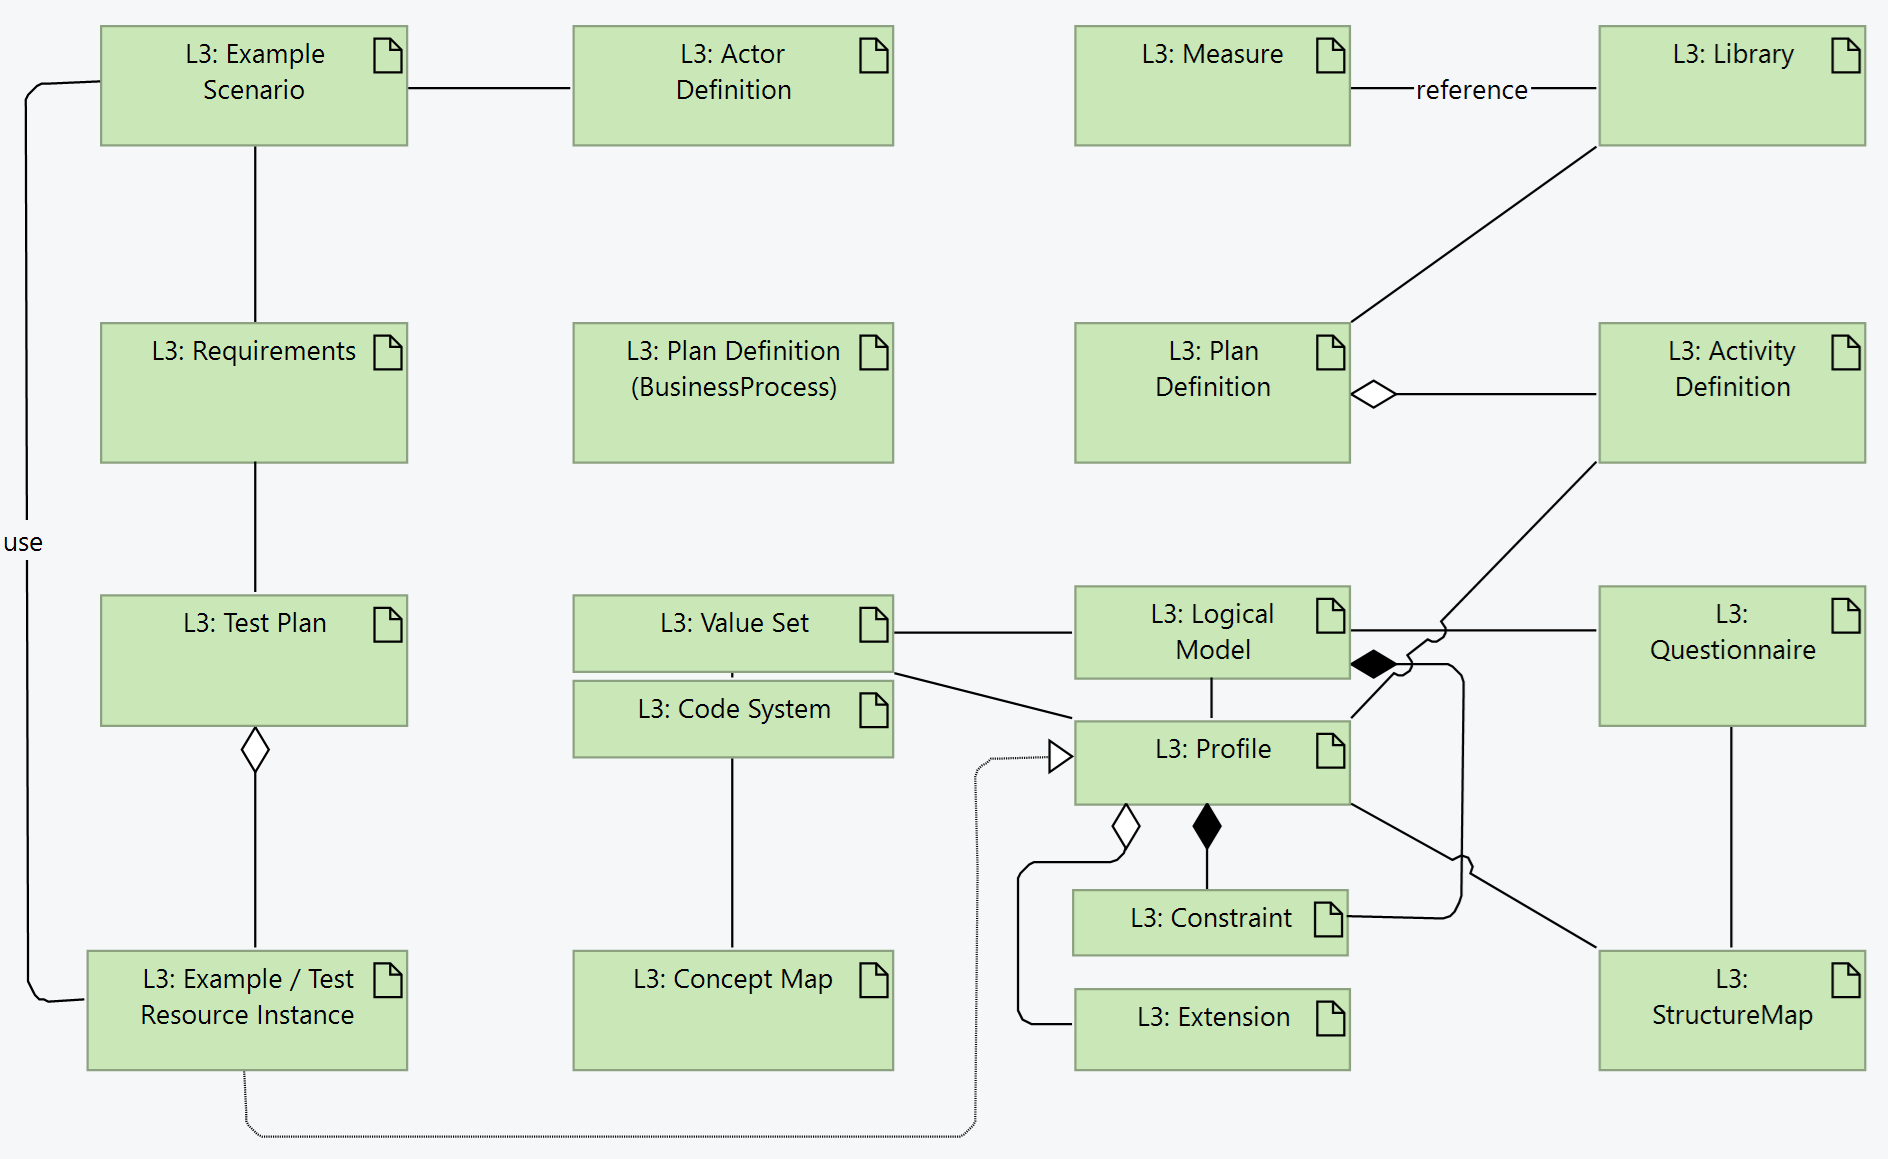 L3: Example
Scenario
L3: Actor
Definition
L3: Measure
reference
L3: Library
L3: Requirements
L3: Plan Definition
(BusinessProcess)
L3: Plan
Definition
L3: Activity
Definition
use
L3: Test Plan
L3: Value Set
L3: Code System
L3: Logical
Model
L3:
Questionnaire
L3: Profile
L3: Constraint
L3: Example / Test
Resource Instance
L3: Concept Map
L3: Extension
L3:
StructureMap